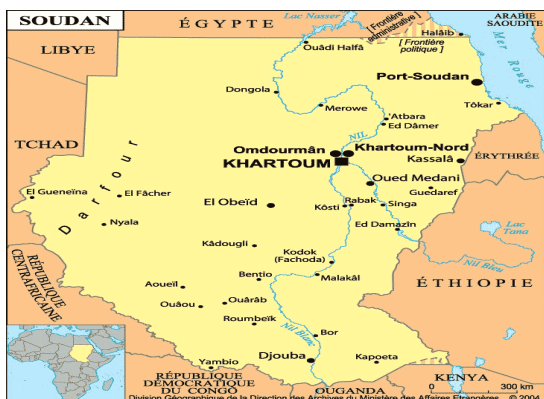 SOUDAN
ÉGYPTE
Lac Nasser
[ Frontière
administrative ]
[ Frontière
politique ]
ARABIE
SAOUDITE
LIBYE
Ouâdi Halfâ
Halâib
Mer Rouge
Port-Soudan
Dongola
Merowe
Tôkar
Atbara
Ed Dâmer
TCHAD
NIL
Omdourmân
Khartoum-Nord
KHARTOUM
Kassalâ
ÉRYTHRÉE
Darfour
Oued Medani
El Gueneïna
El Fâcher
Guedaref
El Obeïd
Rabak
Kôsti
Singa
Nyala
Ed Damazîn
Lac
Tana
Kâdougli
Kodok
(Fachoda)
Nil Bleu
RÉPUBLIQUE
CENTRAFRICAINE
Bentio
Malakâl
ÉTHIOPIE
Aoueïl
Ouâou
Ouârâb
Roumbeïk
Nil Blanc
Bor
Djouba
Kapoeta
Yambio
RÉPUBLIQUE
DÉMOCRATIQUE
DU CONGO
OUGANDA
KENYA
0 300 km
Division Géographique de la Direction des Archives du Ministère des Affaires Etrangères © 2004